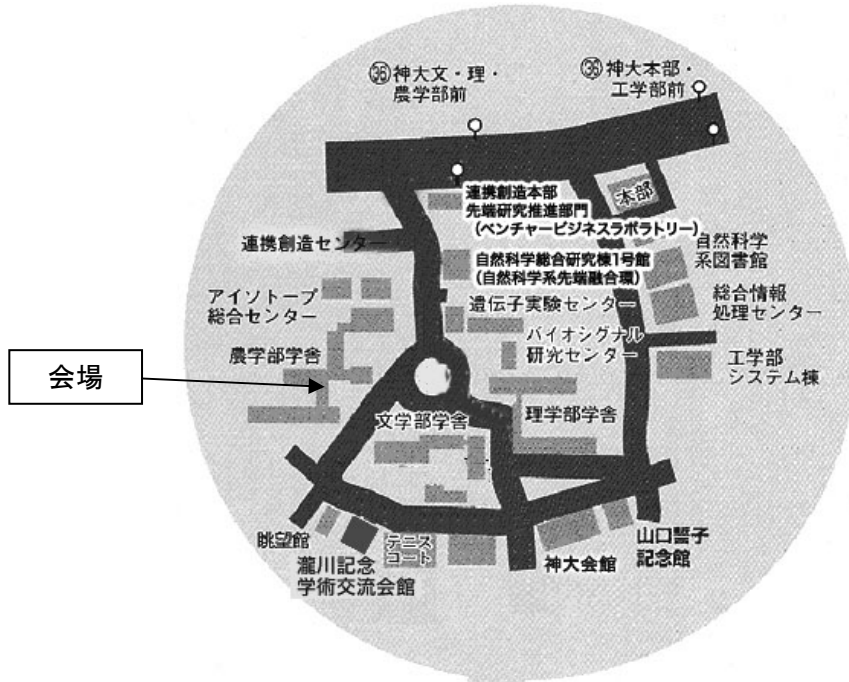 ㊱神大文・理・
農学部前
㊱神大本部・
工学部前
本部
連携創造本部
先端研究推進部門
(ベンチャービジネスラボラトリー)
連携創造センター
自然科学
系図書館
自然科学総合研究棟1号館
(自然科学系先端融合環)
アイソトープ
総合センター
遺伝子実験センター
総合情報
処理センター
バイオシグナル
研究センター
農学部学舎
工学部
システム棟
会場
文学部学舎
理学部学舎
眺望館
瀧川記念
学術交流会館
テニス
コート
神大会館
山口誓子
記念館